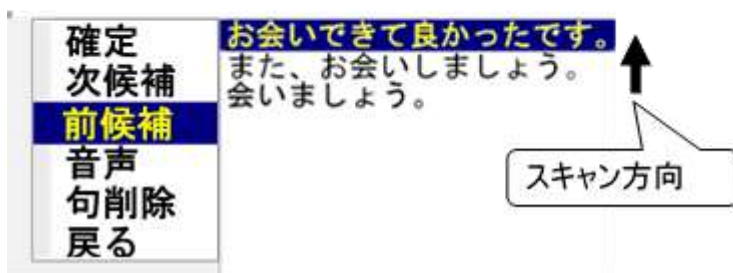 確定
次候補
前候補
音声
句削除
戻る
お会いできて良かったです。
また、お会いしましょう。
会いましょう。
スキャン方向